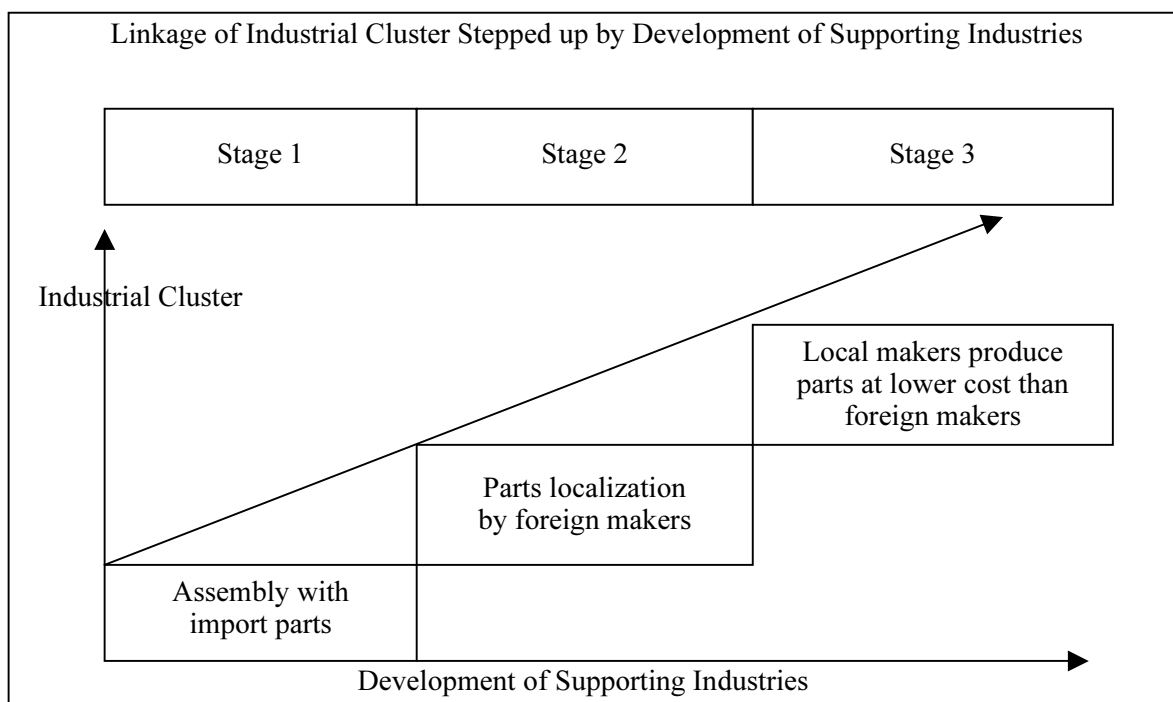 Linkage of Industrial Cluster Stepped up by Development of Supporting Industries
Stage 1
Stage 2
Stage 3
Industrial Cluster
Local makers produce
parts at lower cost than
foreign makers
Parts localization
by foreign makers
Assembly with
import parts
Development of Supporting Industries